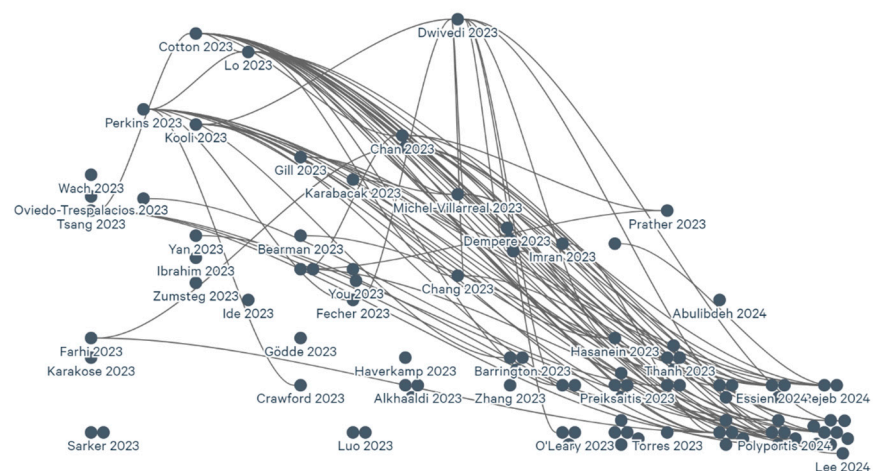 Dwivedi 2023
Cotton 2023
Lo 2023
Perkins 2023
Kooli 2023
Chan 2023
Gill 2023
Karabacak 2023
Wach 2023
Michel-Villarreal 2023
Oviedo-Trespalacios 2023
Tsang 2023
Prather 2023
Dempere 2023
Yan 2023
Bearman 2023
Imran 2023
Ibrahim 2023
Chang 2023
Zumsteg 2023
You 2023
Ide 2023
Fecher 2023
Abulibdeh 2024
Farhi 2023
Gödde 2023
Hasanein 2023
Karakose 2023
Haverkamp 2023
Barrington 2023
Thanh 2023
Crawford 2023
Alkhaaldi 2023
Zhang 2023
Preiksaitis 2023
Essien 2024
2024
Sarker 2023
Luo 2023
O'Leary 2023
Torres 2023
Polyportis 2024
Lee 2024